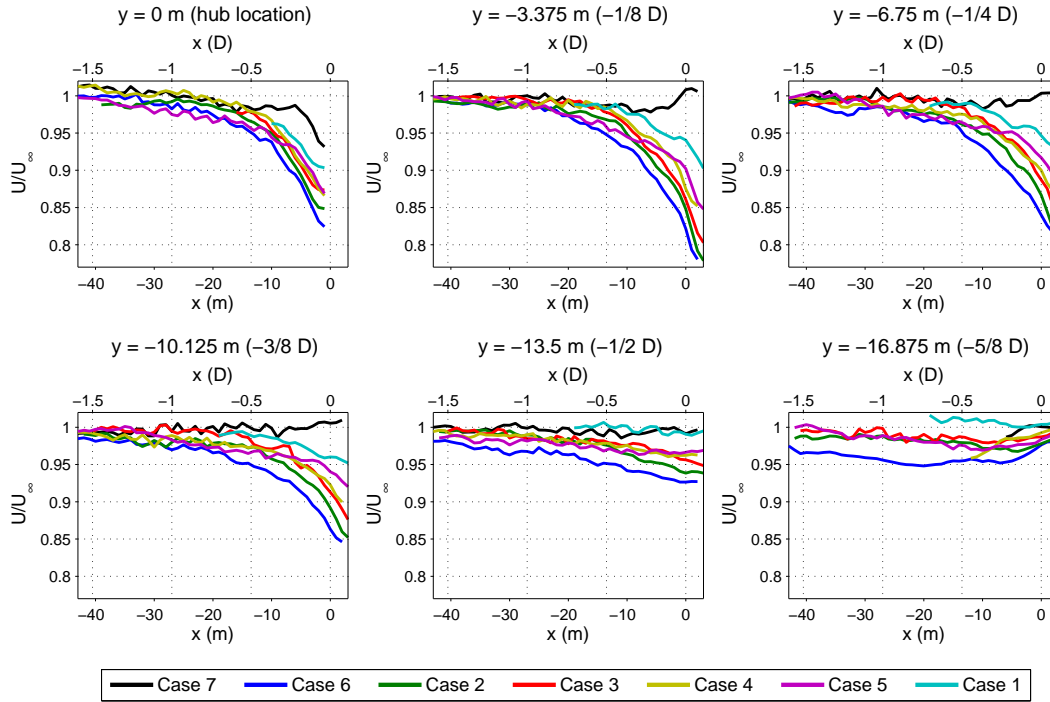 y = 0 m (hub location)
x (D)
−1.5 −1 −0.5 0
1
0.95
0.9
0.85
0.8
U/U∞
−40 −30 −20 −10 0
x (m)
y = −3.375 m (−1/8 D)
x (D)
−1.5 −1 −0.5 0
1
0.95
0.9
0.85
0.8
U/U∞
−40 −30 −20 −10 0
x (m)
y = −6.75 m (−1/4 D)
x (D)
−1.5 −1 −0.5 0
1
0.95
0.9
0.85
0.8
U/U∞
−40 −30 −20 −10 0
x (m)
y = −10.125 m (−3/8 D)
x (D)
−1.5 −1 −0.5 0
1
0.95
0.9
0.85
0.8
U/U∞
−40 −30 −20 −10 0
x (m)
y = −13.5 m (−1/2 D)
x (D)
−1.5 −1 −0.5 0
1
0.95
0.9
0.85
0.8
U/U∞
−40 −30 −20 −10 0
x (m)
y = −16.875 m (−5/8 D)
x (D)
−1.5 −1 −0.5 0
1
0.95
0.9
0.85
0.8
U/U∞
−40 −30 −20 −10 0
x (m)
Case 7 Case 6 Case 2 Case 3 Case 4 Case 5 Case 1